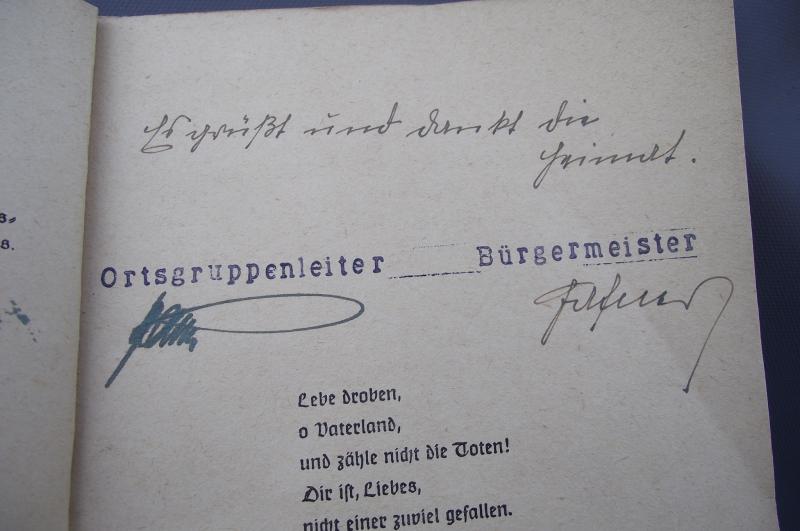 Es grüßt und dankt die
Heimat.
s=
s.
Ortsgruppenleiter Bürgermeister
Lebe droben,
o Vaterland,
und zähle nicht die Toten!
Dir ist, Liebes,
nicht einer zuviel gefallen.